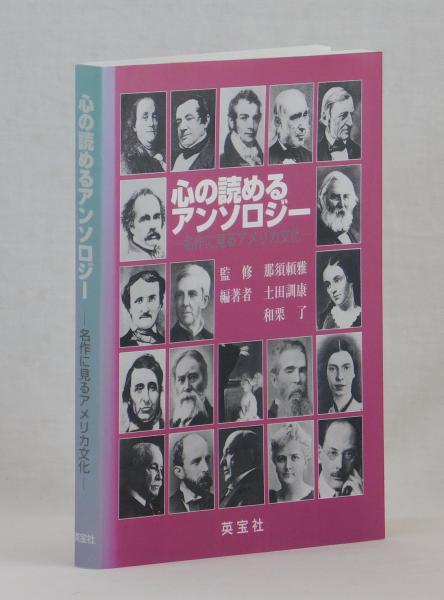 心の読める
アンソロジー
―名作に見るアメリカ文化―
監修 那須頼雅
編著者 土田訓康
和栗了
英宝社
心の読めるアンソロジー ―名作に見るアメリカ文化
英宝社